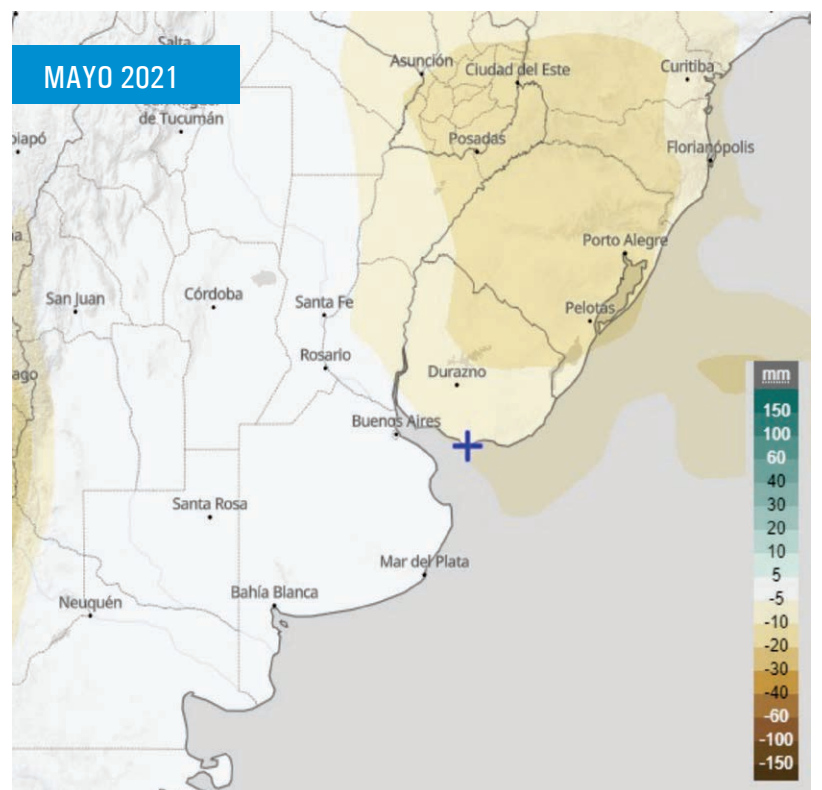 Salta
MAYO 2021
de Tucumán
Asunción
Ciudad del Este
Curitiba
Posadas
Florianópolis
Porto Alegre
San Juan
Córdoba
Santa Fe
Pelotas
Rosario
Durazno
mm
Buenos Aires
150
100
60
40
30
20
10
5
-5
-10
-20
-30
-40
-60
-100
-150
Santa Rosa
Mar del Plata
Bahía Blanca
Neuquén